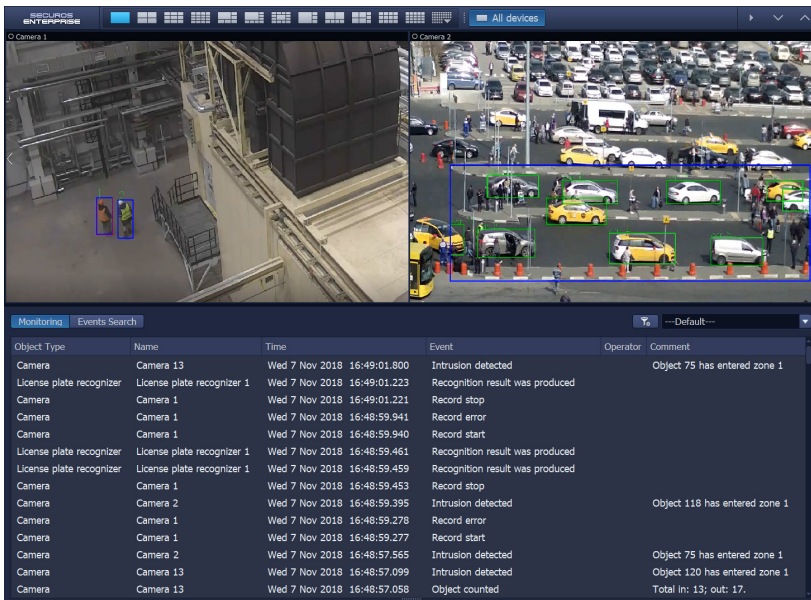 SECUROS
ENTERPRISE
All devices
Camera 1
Camera 2
Monitoring Events Search
---Default---
Object Type Name Time Event Operator Comment
Camera Camera 13 Wed 7 Nov 2018 16:49:01.800 Intrusion detected Object 75 has entered zone 1
License plate recognizer License plate recognizer 1 Wed 7 Nov 2018 16:49:01.223 Recognition result was produced
Camera Camera 1 Wed 7 Nov 2018 16:49:01.221 Record stop
Camera Camera 1 Wed 7 Nov 2018 16:48:59.941 Record error
Camera Camera 1 Wed 7 Nov 2018 16:48:59.940 Record start
License plate recognizer License plate recognizer 1 Wed 7 Nov 2018 16:48:59.461 Recognition result was produced
License plate recognizer License plate recognizer 1 Wed 7 Nov 2018 16:48:59.459 Recognition result was produced
Camera Camera 1 Wed 7 Nov 2018 16:48:59.453 Record stop
Camera Camera 2 Wed 7 Nov 2018 16:48:59.395 Intrusion detected Object 118 has entered zone 1
Camera Camera 1 Wed 7 Nov 2018 16:48:59.278 Record error
Camera Camera 1 Wed 7 Nov 2018 16:48:59.277 Record start
Camera Camera 2 Wed 7 Nov 2018 16:48:57.565 Intrusion detected Object 75 has entered zone 1
Camera Camera 13 Wed 7 Nov 2018 16:48:57.099 Intrusion detected Object 120 has entered zone 1
Camera Camera 13 Wed 7 Nov 2018 16:48:57.058 Object counted Total in: 13; out: 17.